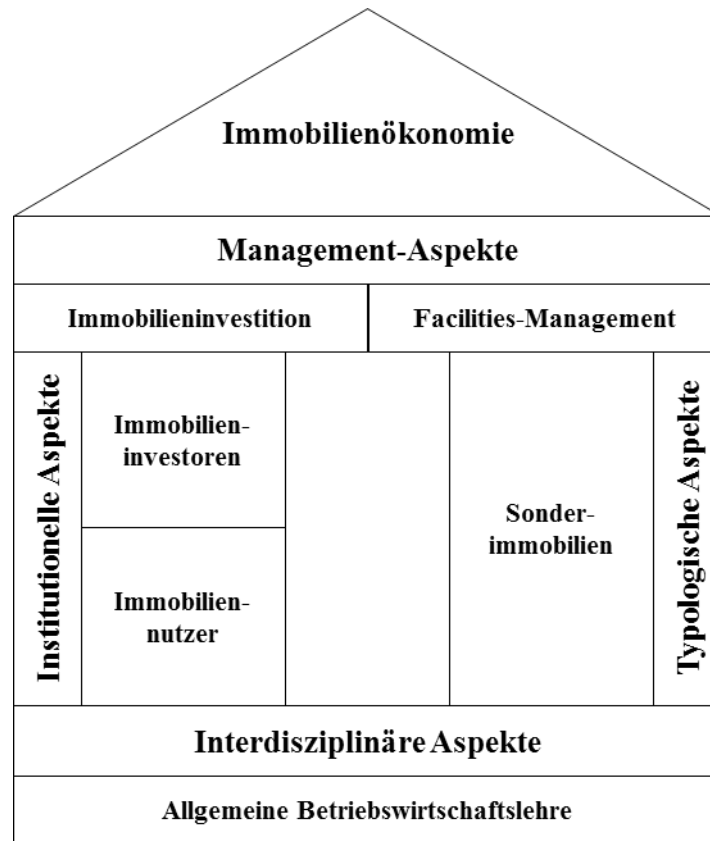 Immobilienökonomie
Management-Aspekte
Immobilieninvestition
Facilities-Management
Institutionelle Aspekte
Immobilien-
investoren
Immobilien-
nutzer
Sonder-
immobilien
Typologische Aspekte
Interdisziplinäre Aspekte
Allgemeine Betriebswirtschaftslehre